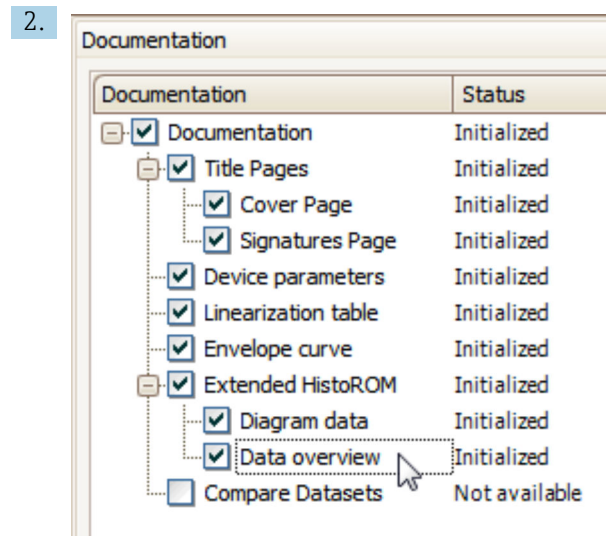 2.
Documentation
Documentation Status
Documentation Initialized
Title Pages Initialized
Cover Page Initialized
Signatures Page Initialized
Device parameters Initialized
Linearization table Initialized
Envelope curve Initialized
Extended HistoROM Initialized
Diagram data Initialized
Data overview Initialized
Compare Datasets Not available